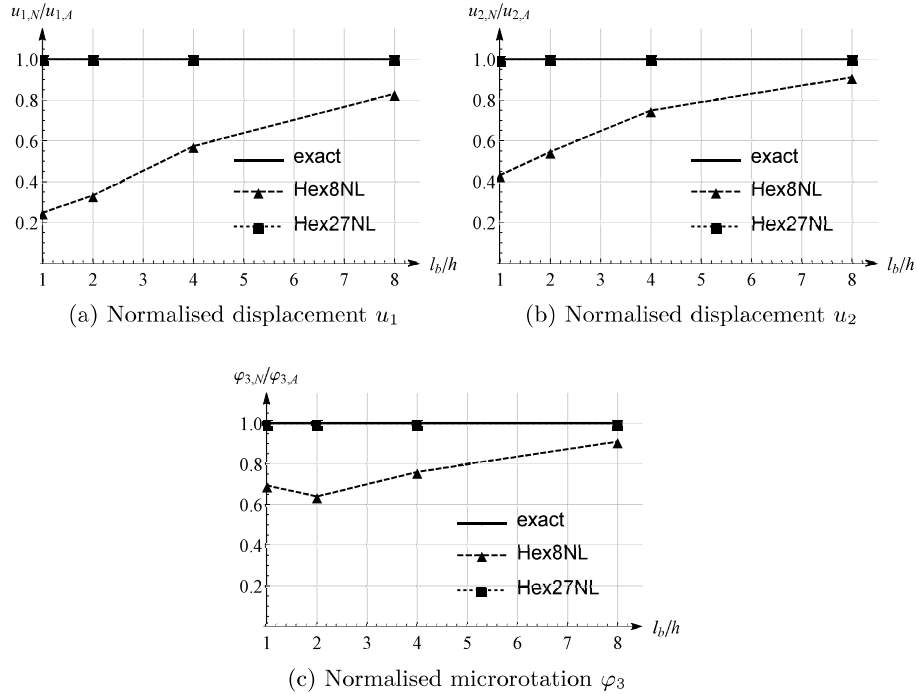 u1,N/u1,A
1.0
0.8
0.6
0.4
0.2
exact
Hex8NL
Hex27NL
1 2 3 4 5 6 7 8
lb/h
(a) Normalised displacement u1
u2,N/u2,A
1.0
0.8
0.6
0.4
0.2
exact
Hex8NL
Hex27NL
1 2 3 4 5 6 7 8
lb/h
(b) Normalised displacement u2
φ3,N/φ3,A
1.0
0.8
0.6
0.4
0.2
exact
Hex8NL
Hex27NL
1 2 3 4 5 6 7 8
lb/h
(c) Normalised microrotation φ3